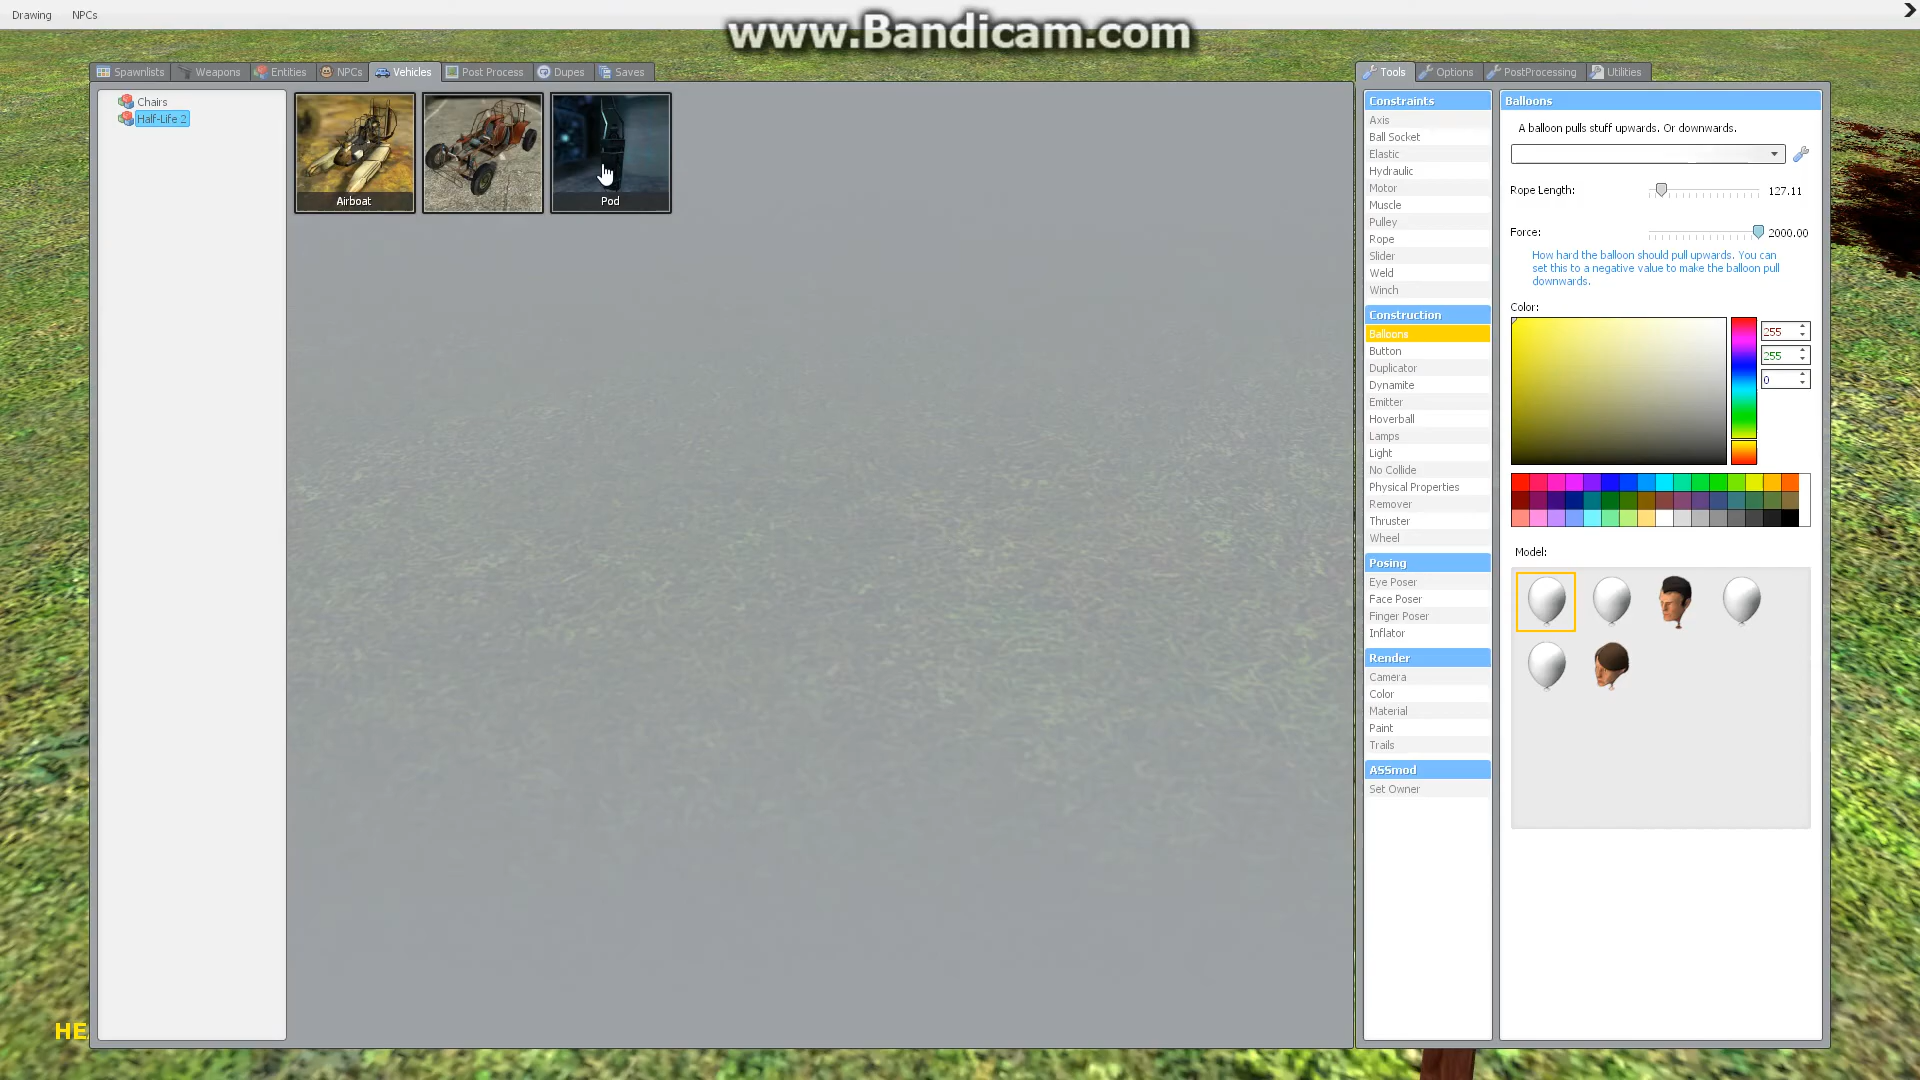 Drawing NPCs
www.Bandicam.com
Spawnlists Weapons Entities NPCs Vehicles Post Process Dupes Saves
Chairs
Half-Life 2
Airboat
Pod
Tools Options PostProcessing Utilities
Constraints
Axis
Ball Socket
Elastic
Hydraulic
Motor
Muscle
Pulley
Rope
Slider
Weld
Winch
Construction
Balloons
Button
Duplicator
Dynamite
Emitter
Hoverball
Lamps
Light
No Collide
Physical Properties
Remover
Thruster
Wheel
Posing
Eye Poser
Face Poser
Finger Poser
Inflator
Render
Camera
Color
Material
Paint
Trails
ASSmod
Set Owner
Balloons
A balloon pulls stuff upwards. Or downwards.
Rope Length: 127.11
Force: 2000.00
How hard the balloon should pull upwards. You can
set this to a negative value to make the balloon pull
downwards.
Color:
255
255
0
Model:
HE